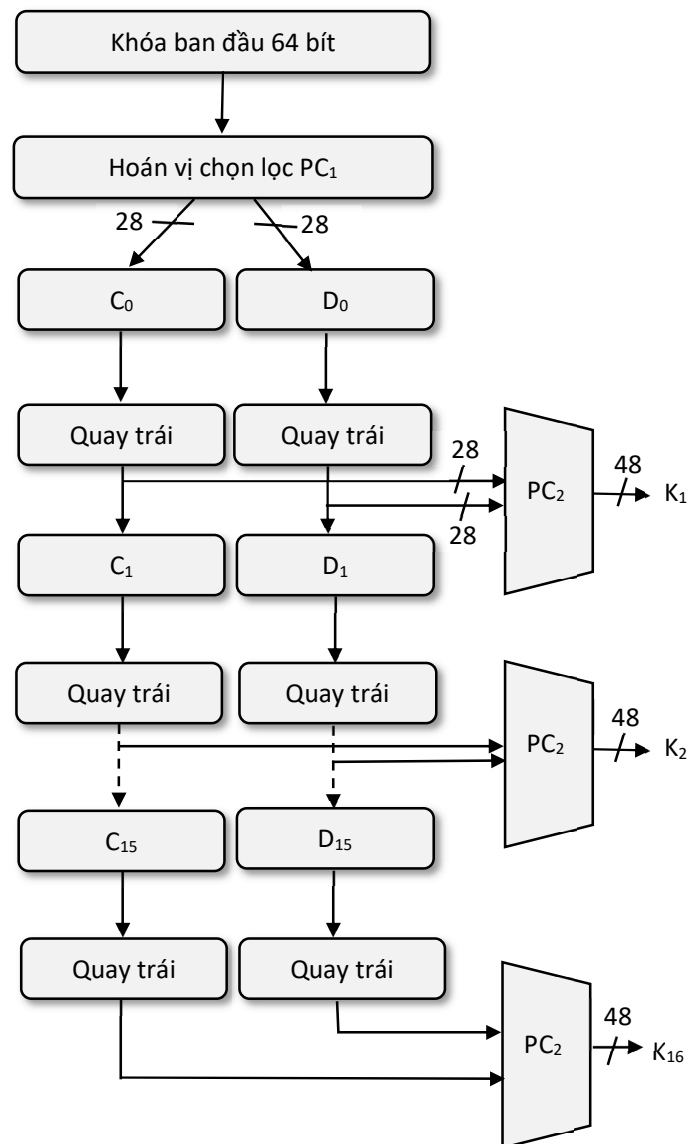 Khóa ban đầu 64 bít
Hoán vị chọn lọc PC₁
28 28
C₀ D₀
Quay trái Quay trái
28
28
PC₂
48
K₁
C₁ D₁
Quay trái Quay trái
PC₂
48
K₂
C₁₅ D₁₅
Quay trái Quay trái
PC₂
48
K₁₆